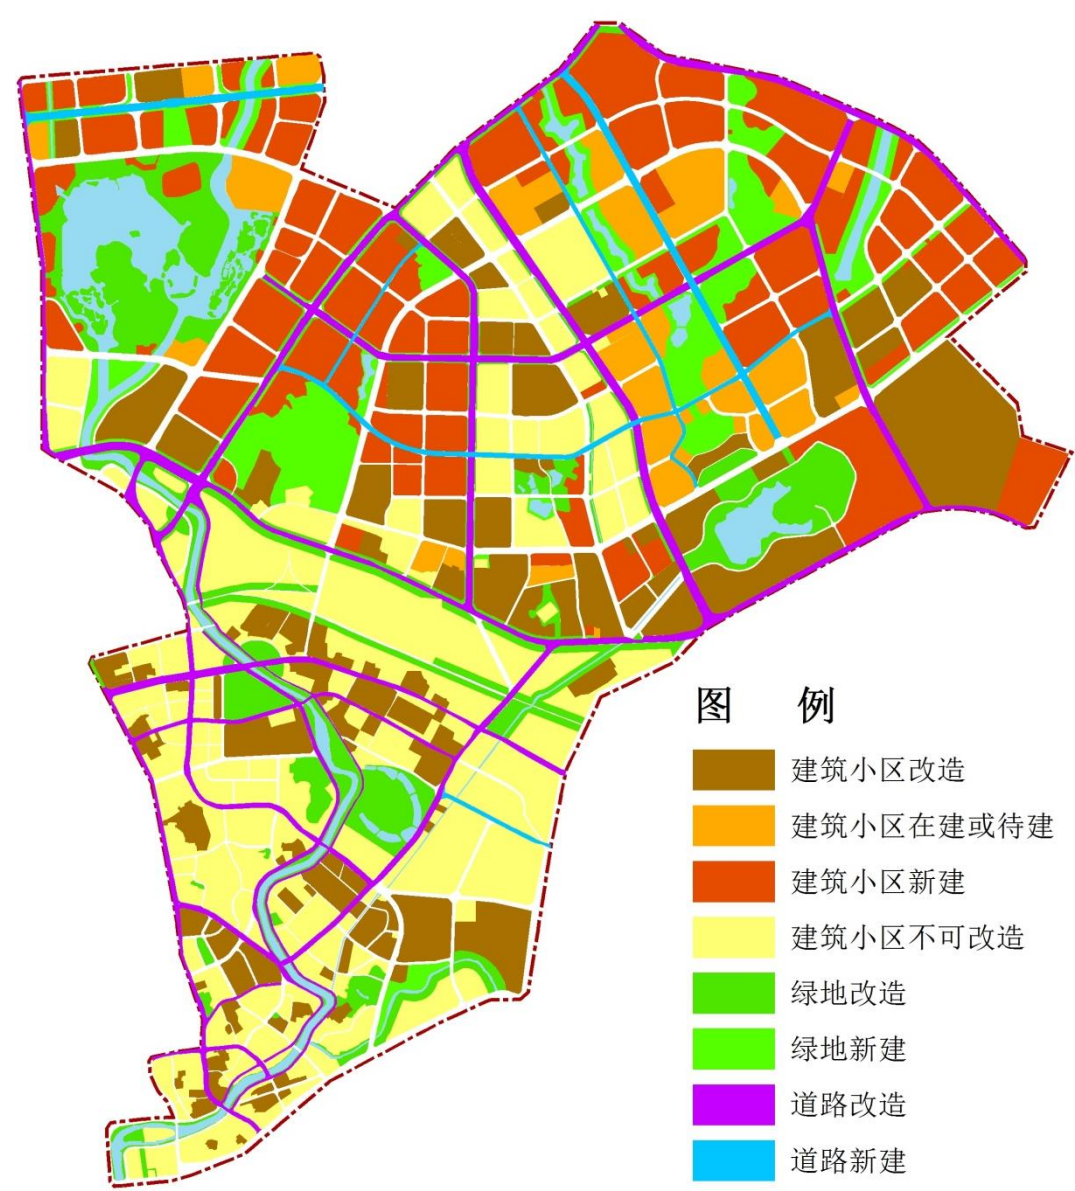 图 例
建筑小区改造
建筑小区在建或待建
建筑小区新建
建筑小区不可改造
绿地改造
绿地新建
道路改造
道路新建